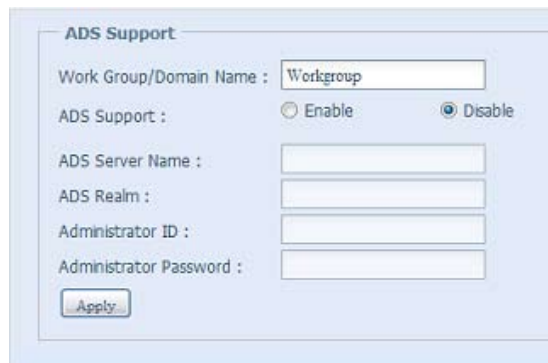 ADS Support
Work Group/Domain Name : Workgroup
ADS Support : Enable Disable
ADS Server Name :
ADS Realm :
Administrator ID :
Administrator Password :
Apply